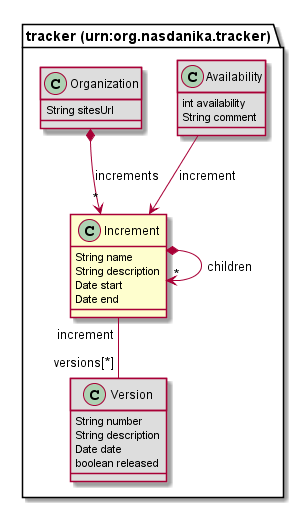 tracker (urn:org.nasdanika.tracker)
C Organization
String sitesUrl
C Availability
int availability
String comment
increments
increment
*
C Increment
String name
String description
Date start
Date end
*
children
increment
versions[*]
C Version
String number
String description
Date date
boolean released